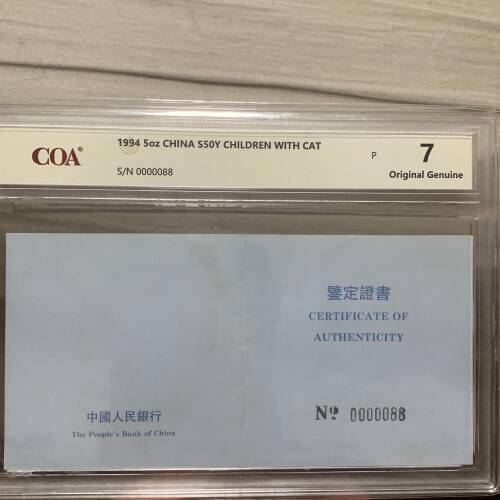 COA®
1994 5oz CHINA S50Y CHILDREN WITH CAT
S/N 0000088
P
7
Original Genuine
鑒定證書
CERTIFICATE OF
AUTHENTICITY
中國人民銀行
The People's Bank of China
Nº 0000088